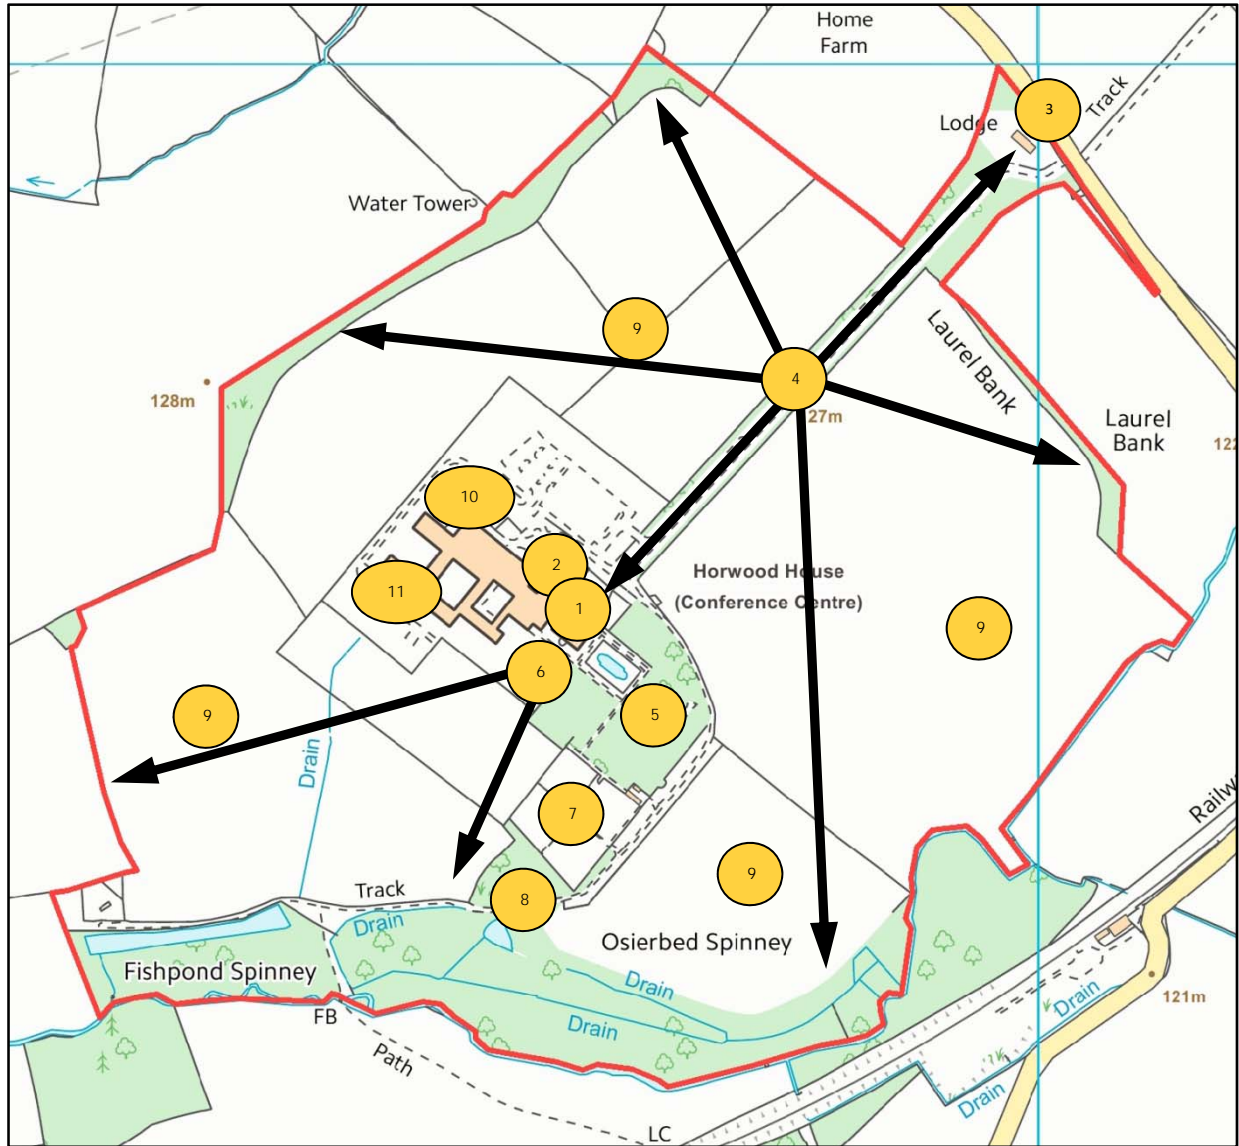 Home
Farm
3
Track
Lodge
Water Tower
9
Laurel Bank
4
128m
27m
Laurel
Bank
122
10
2
11
Horwood House
(Conference Centre)
1
9
6
9
5
Drain
7
Railw
9
Track
8
Drain
Osierbed Spinney
Fishpond Spinney
Drain
121m
Drain
FB
Drain
Path
Drain
LC